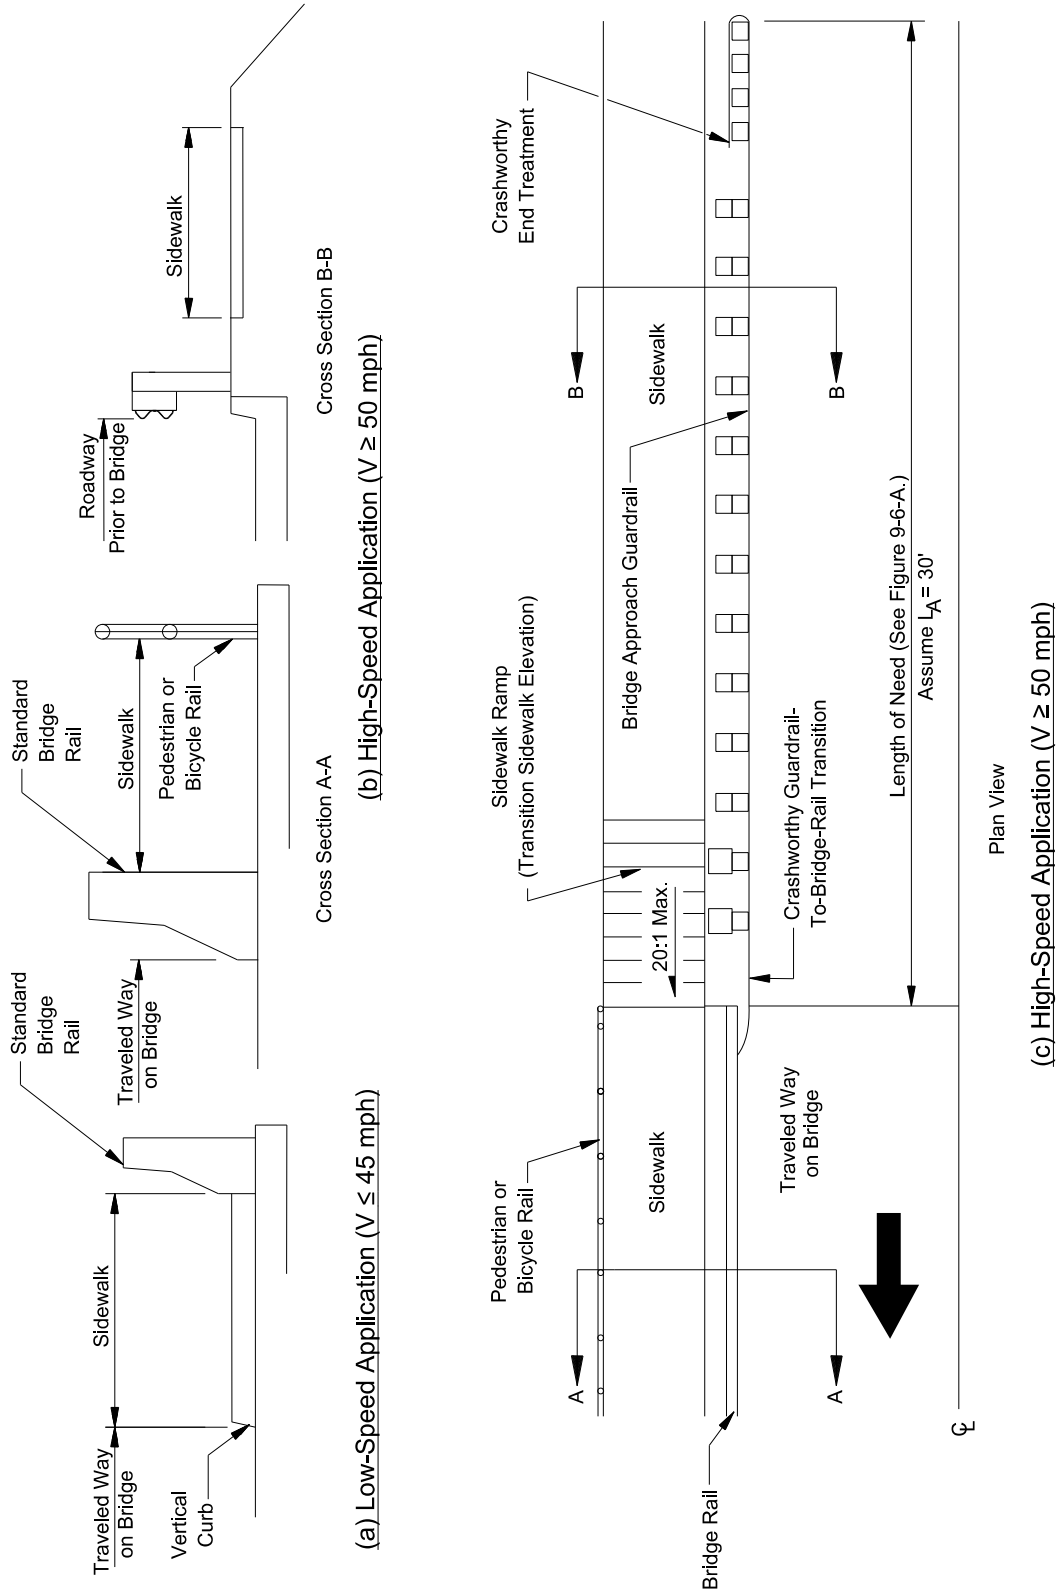 Traveled Way
on Bridge
Sidewalk
Vertical
Curb
Standard
Bridge
Rail
(a) Low-Speed Application (V ≤ 45 mph)
Traveled Way
on Bridge
Standard
Bridge
Rail
Sidewalk
Pedestrian or
Bicycle Rail
Cross Section A-A
Roadway
Prior to Bridge
Sidewalk
Cross Section B-B
(b) High-Speed Application (V ≥ 50 mph)
Bridge Rail
A
A
Pedestrian or
Bicycle Rail
Sidewalk
Traveled Way
on Bridge
20:1 Max.
Sidewalk Ramp
(Transition Sidewalk Elevation)
Crashworthy Guardrail-
To-Bridge-Rail Transition
Bridge Approach Guardrail
Sidewalk
B
B
Crashworthy
End Treatment
Length of Need (See Figure 9-6-A.)
Assume LA = 30'
℄
Plan View
(c) High-Speed Application (V ≥ 50 mph)